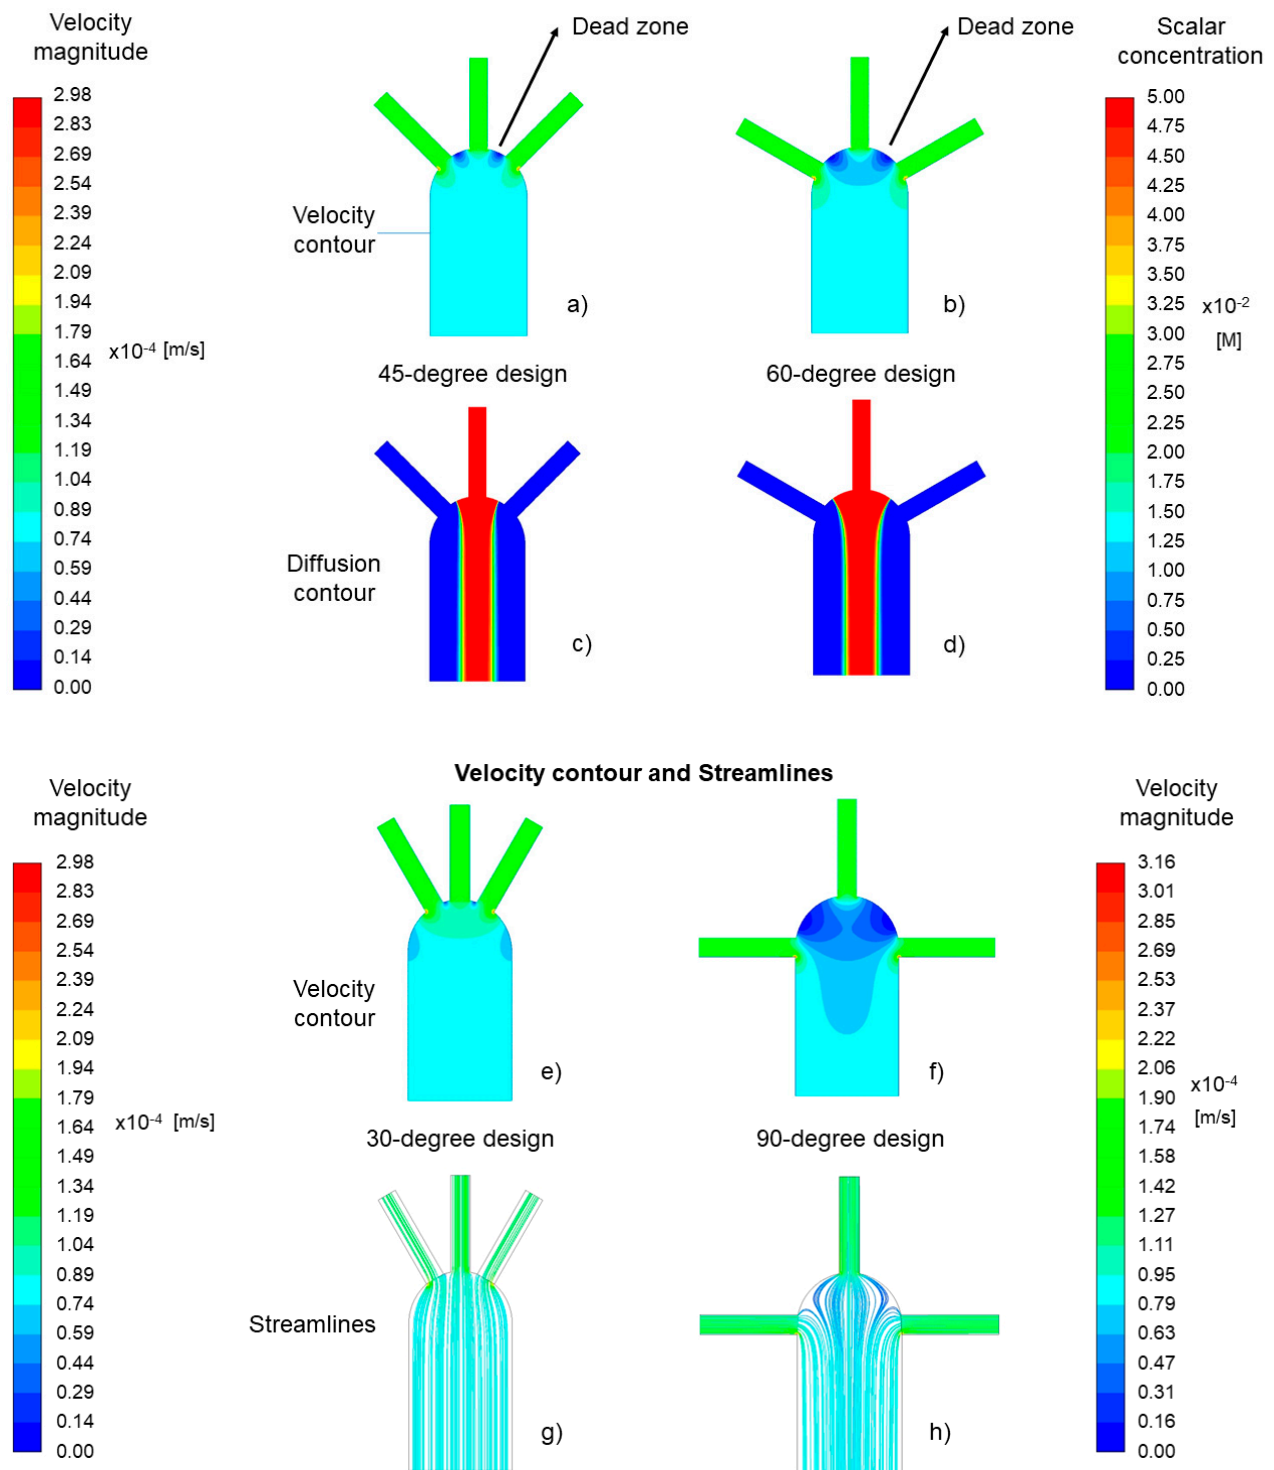 Velocity
magnitude
2.98
2.83
2.69
2.54
2.39
2.24
2.09
1.94
1.79
1.64
1.49
1.34
1.19
1.04
0.89
0.74
0.59
0.44
0.29
0.14
0.00
x10-4 [m/s]
Dead zone
Dead zone
Velocity
contour
a)
b)
45-degree design
60-degree design
Diffusion
contour
c)
d)
Scalar
concentration
5.00
4.75
4.50
4.25
4.00
3.75
3.50
3.25
3.00
2.75
2.50
2.25
2.00
1.75
1.50
1.25
1.00
0.75
0.50
0.25
0.00
x10-2
[M]
Velocity contour and Streamlines
Velocity
magnitude
2.98
2.83
2.69
2.54
2.39
2.24
2.09
1.94
1.79
1.64
1.49
1.34
1.19
1.04
0.89
0.74
0.59
0.44
0.29
0.14
0.00
x10-4 [m/s]
Velocity
contour
e)
f)
30-degree design
90-degree design
Streamlines
g)
h)
Velocity
magnitude
3.16
3.01
2.85
2.69
2.53
2.37
2.22
2.06
1.90
1.74
1.58
1.42
1.27
1.11
0.95
0.79
0.63
0.47
0.31
0.16
0.00
x10-4
[m/s]